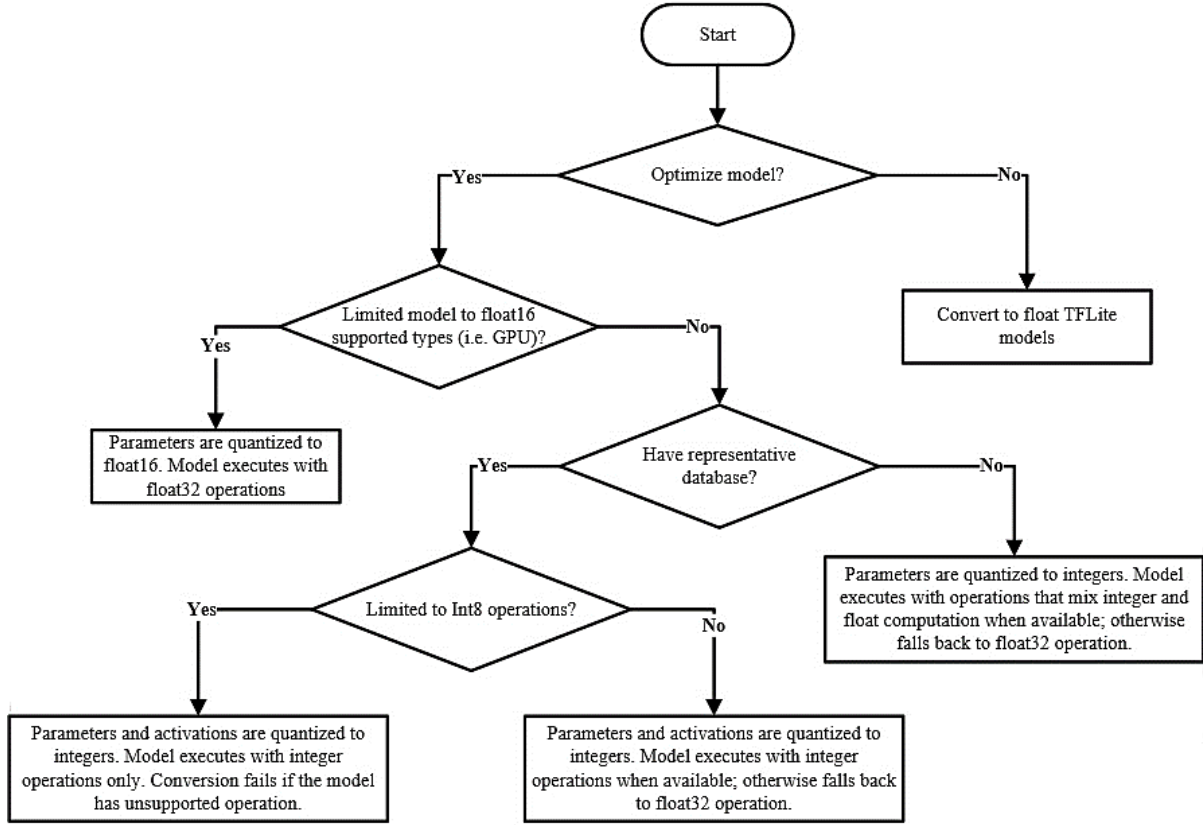 Start
Optimize model?
Yes
No
Limited model to float16
supported types (i.e. GPU)?
Convert to float TFLite
models
Yes
No
Parameters are quantized to
float16. Model executes with
float32 operations
Have representative
database?
Yes
No
Parameters are quantized to integers. Model
executes with operations that mix integer and
float computation when available; otherwise
falls back to float32 operation.
Limited to Int8 operations?
Yes
No
Parameters and activations are quantized to
integers. Model executes with integer
operations only. Conversion fails if the model
has unsupported operation.
Parameters and activations are quantized to
integers. Model executes with integer
operations when available; otherwise falls back
to float32 operation.